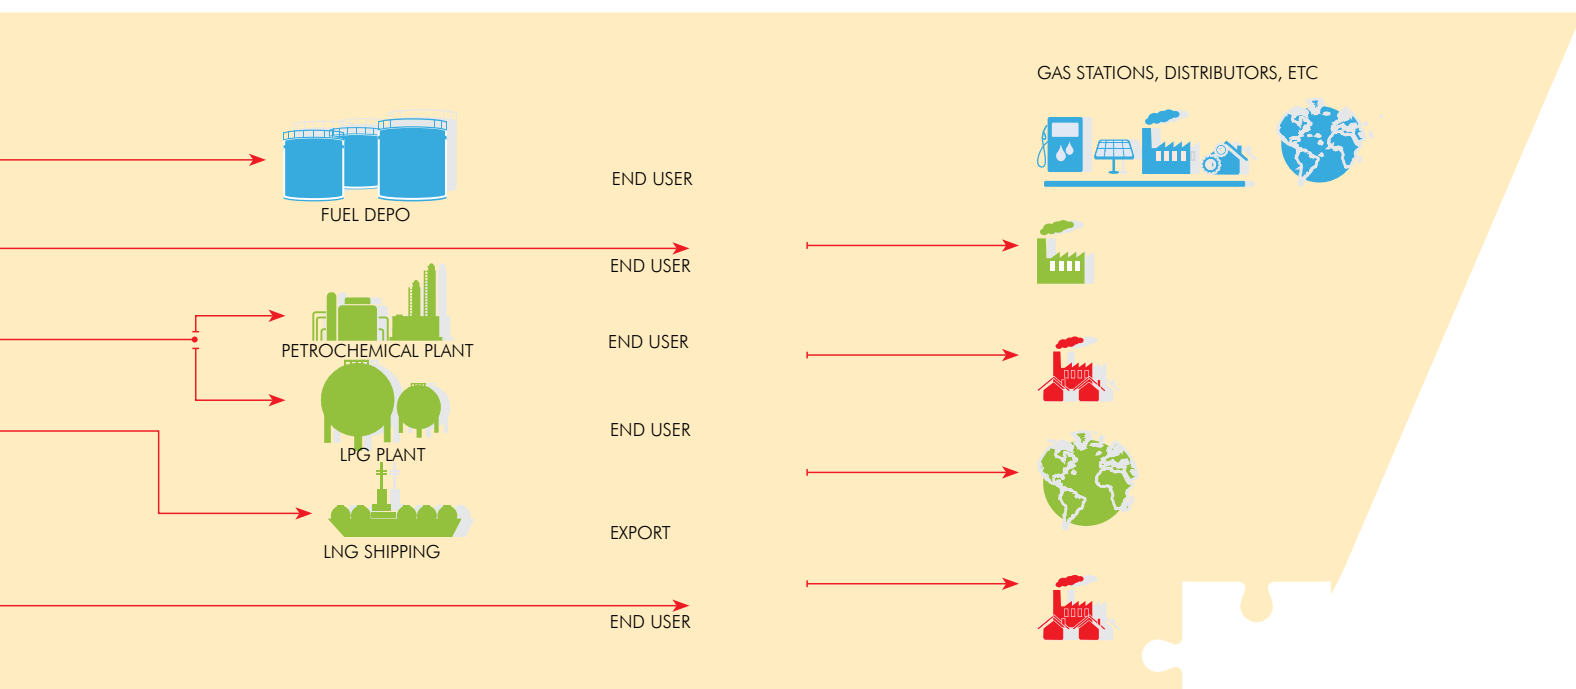 GAS STATIONS, DISTRIBUTORS, ETC
END USER
FUEL DEPO
END USER
END USER
PETROCHEMICAL PLANT
END USER
LPG PLANT
EXPORT
LNG SHIPPING
END USER